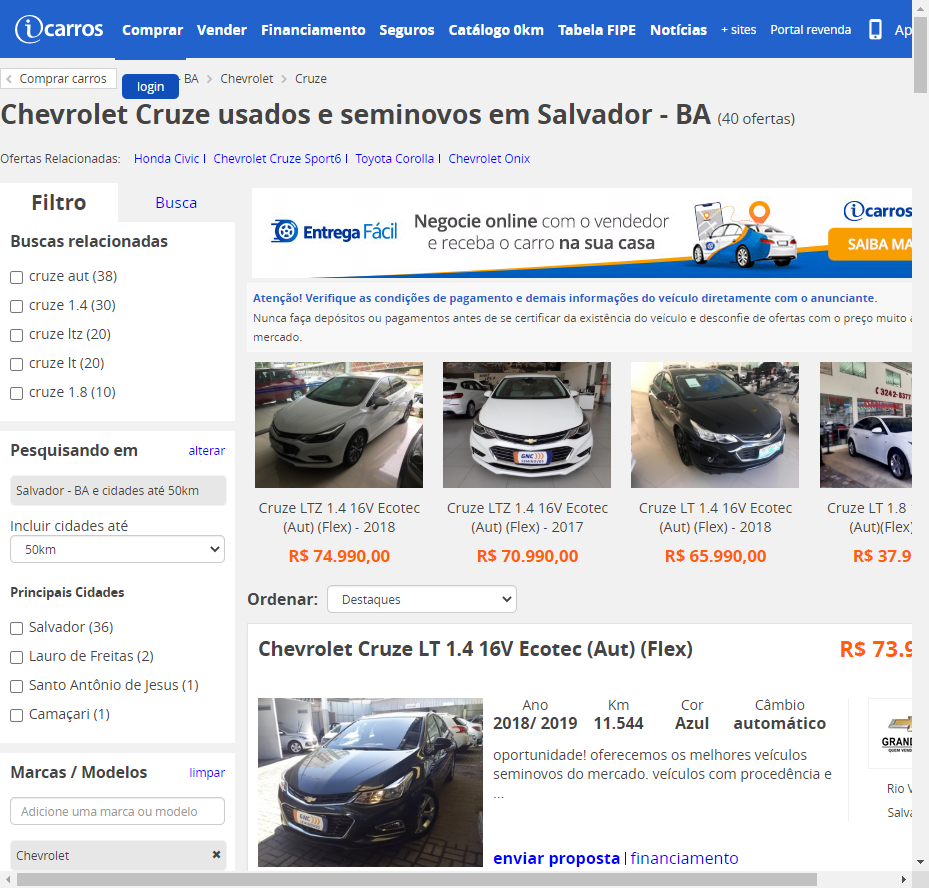 icarros Comprar Vender Financiamento Seguros Catálogo 0km Tabela FIPE Notícias + sites Portal revenda Ap
Comprar carros login BA Chevrolet Cruze
Chevrolet Cruze usados e seminovos em Salvador - BA (40 ofertas)
Ofertas Relacionadas: Honda Civic | Chevrolet Cruze Sport6 | Toyota Corolla | Chevrolet Onix
Filtro Busca
Buscas relacionadas
cruze aut (38)
cruze 1.4 (30)
cruze ltz (20)
cruze lt (20)
cruze 1.8 (10)
Pesquisando em alterar
Salvador - BA e cidades até 50km
Incluir cidades até
50km
Principais Cidades
Salvador (36)
Lauro de Freitas (2)
Santo Antônio de Jesus (1)
Camaçari (1)
Marcas / Modelos limpar
Adicione uma marca ou modelo
Chevrolet
Entrega Fácil
Negocie online com o vendedor
e receba o carro na sua casa
icarros
SAIBA MA
Atenção! Verifique as condições de pagamento e demais informações do veículo diretamente com o anunciante.
Nunca faça depósitos ou pagamentos antes de se certificar da existência do veículo e desconfie de ofertas com o preço muito a
mercado.
GNC
SEMINOVOS
3242-8377
Cruze LTZ 1.4 16V Ecotec
(Aut) (Flex) - 2018
R$ 74.990,00
Cruze LTZ 1.4 16V Ecotec
(Aut) (Flex) - 2017
R$ 70.990,00
Cruze LT 1.4 16V Ecotec
(Aut) (Flex) - 2018
R$ 65.990,00
Cruze LT 1.8
(Aut)(Flex)
R$ 37.9
Ordenar: Destaques
Chevrolet Cruze LT 1.4 16V Ecotec (Aut) (Flex) R$ 73.9
Ano Km Cor Câmbio
2018/ 2019 11.544 Azul automático
oportunidade! oferecemos os melhores veículos
seminovos do mercado. veículos com procedência e
...
enviar proposta | financiamento
GRAND
QUEM VEND
Rio V
Salva